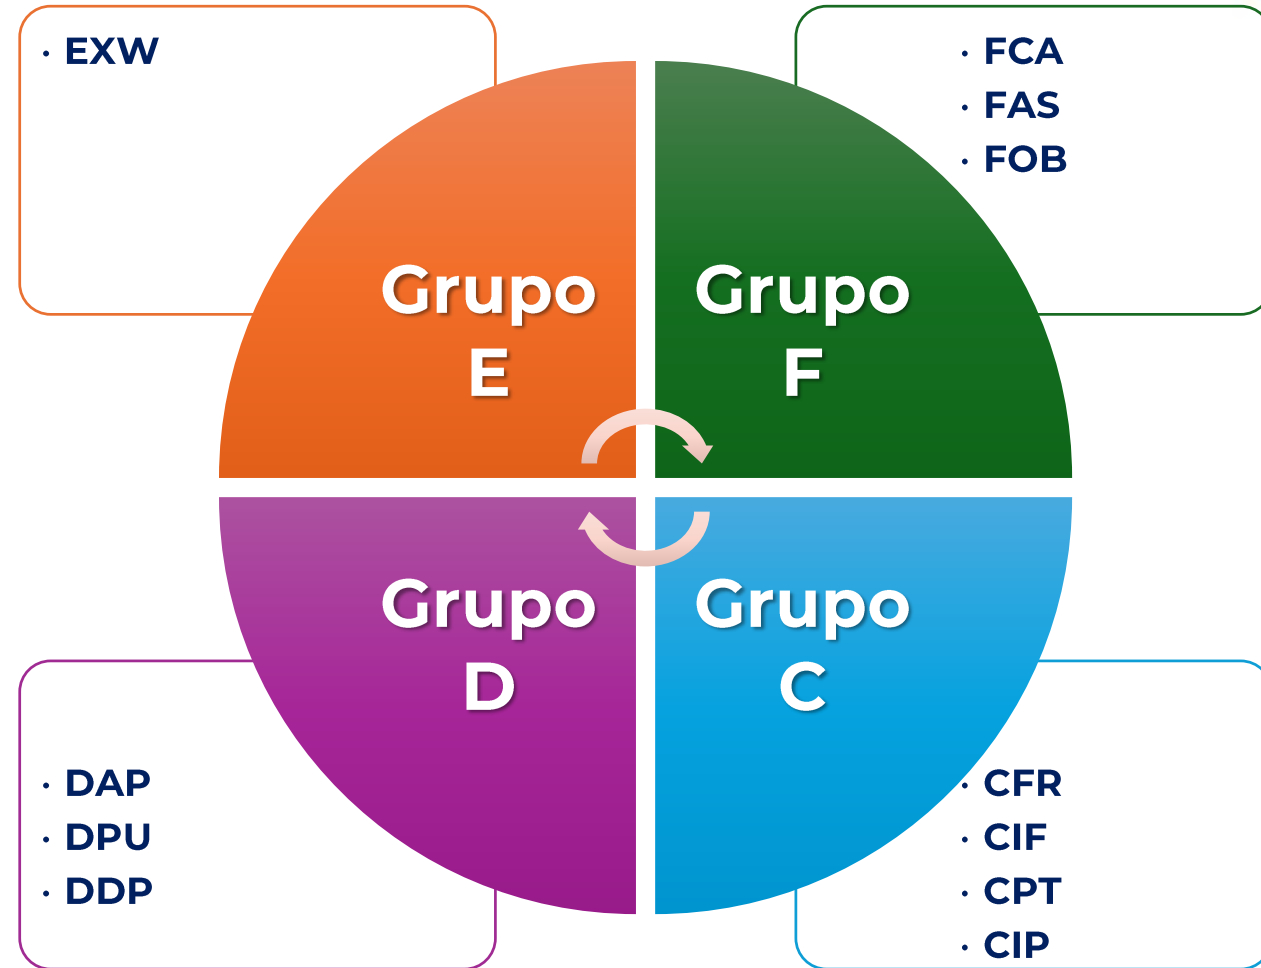 · EXW
· FCA
· FAS
· FOB
Grupo
E
Grupo
F
Grupo
D
Grupo
C
· DAP
· DPU
· DDP
· CFR
· CIF
· CPT
· CIP